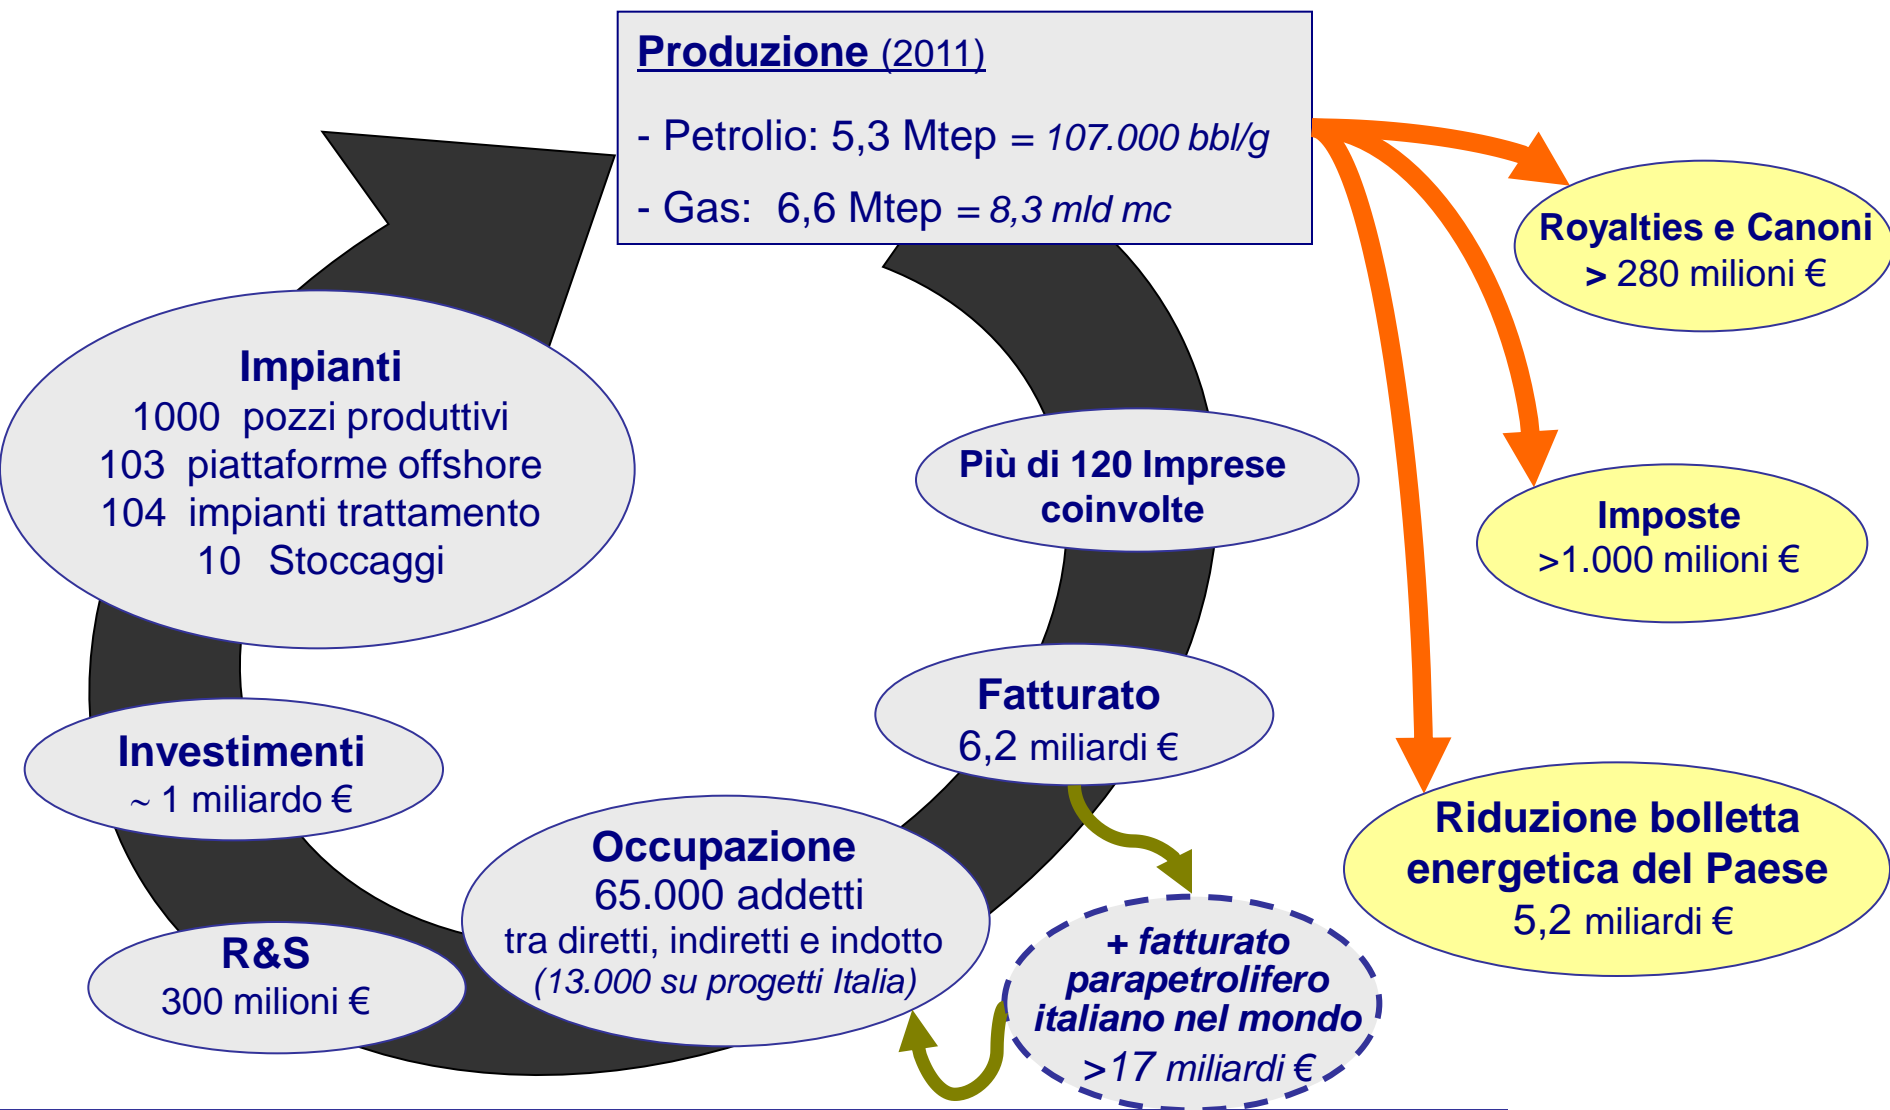 Produzione (2011)
- Petrolio: 5,3 Mtep = 107.000 bbl/g
- Gas: 6,6 Mtep = 8,3 mld mc
Royalties e Canoni
> 280 milioni €
Imposte
>1.000 milioni €
Riduzione bolletta
energetica del Paese
5,2 miliardi €
Più di 120 Imprese
coinvolte
Fatturato
6,2 miliardi €
+ fatturato
parapetrolifero
italiano nel mondo
>17 miliardi €
Occupazione
65.000 addetti
tra diretti, indiretti e indotto
(13.000 su progetti Italia)
R&S
300 milioni €
Investimenti
~ 1 miliardo €
Impianti
1000 pozzi produttivi
103 piattaforme offshore
104 impianti trattamento
10 Stoccaggi